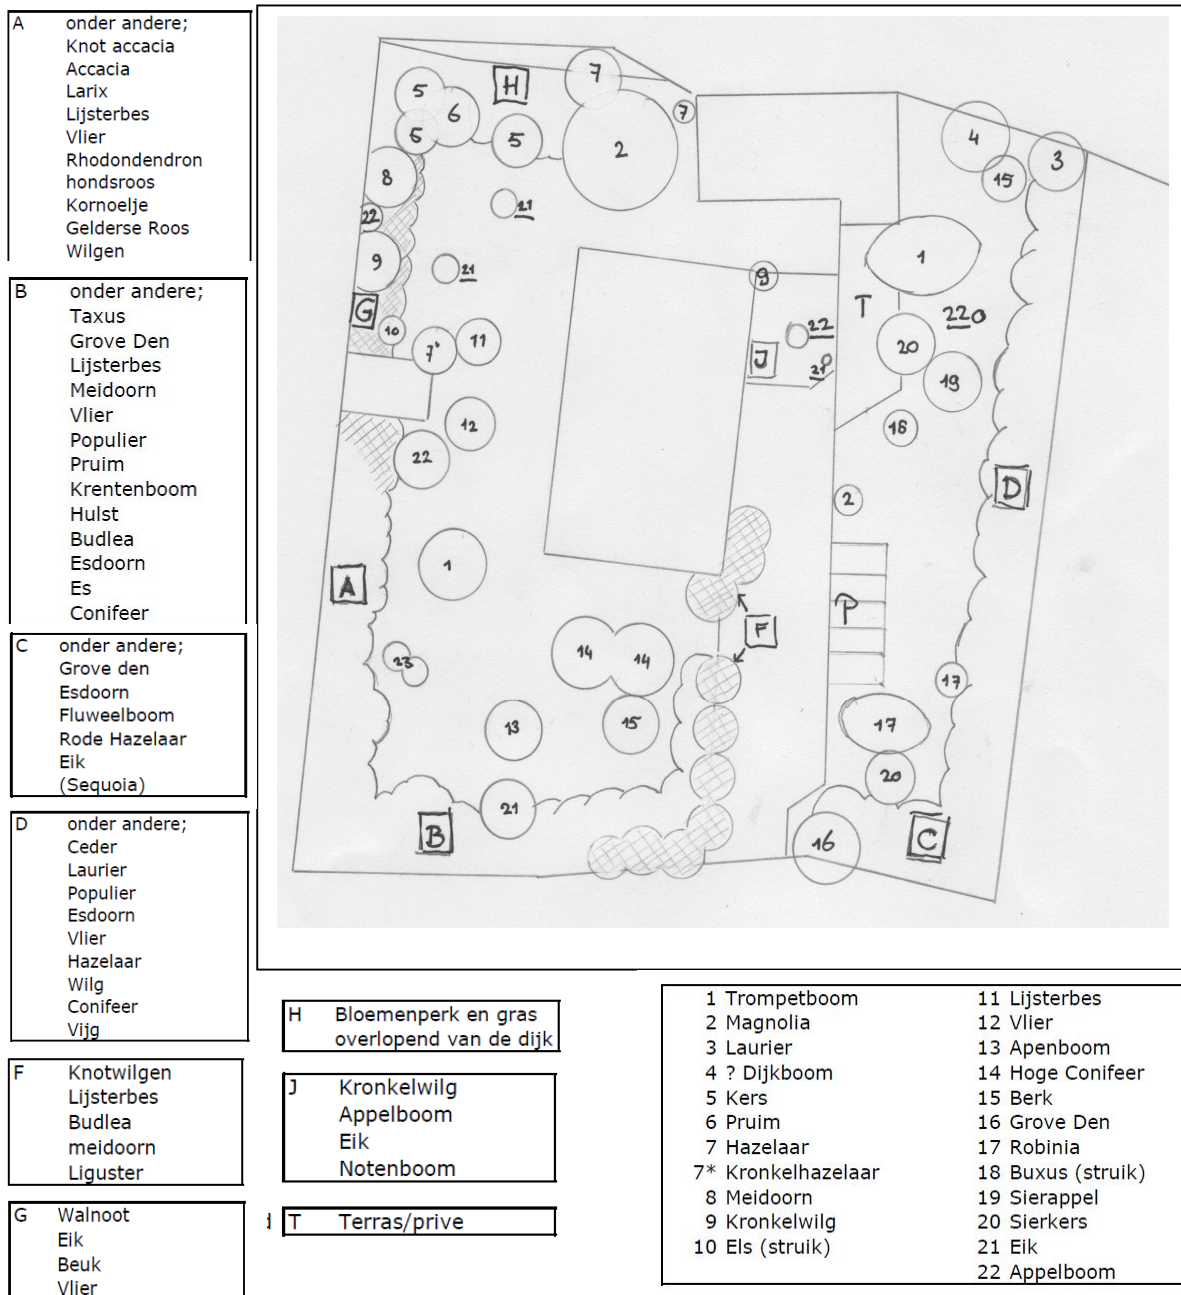 A onder andere;
Knot accacia
Accacia
Larix
Lijsterbes
Vlier
Rhodondendron
hondsroos
Kornoelje
Gelderse Roos
Wilgen
B onder andere;
Taxus
Grove Den
Lijsterbes
Meidoorn
Vlier
Populier
Pruim
Krentenboom
Hulst
Budlea
Esdoorn
Es
Conifeer
C onder andere;
Grove den
Esdoorn
Fluweelboom
Rode Hazelaar
Eik
(Sequoia)
D onder andere;
Ceder
Laurier
Populier
Esdoorn
Vlier
Hazelaar
Wilg
Conifeer
Vijg
F Knotwilgen
Lijsterbes
Budlea
meidoorn
Liguster
G Walnoot
Eik
Beuk
Vlier
7
5
H
6
7
4
5
5
2
3
15
8
21
22
9
21
9
1
G
T
220
10
22
7*
11
J
20
21
19
12
18
22
D
2
1
A
P
F
14
14
23
17
13
15
17
20
21
B
16
C
H Bloemenperk en gras
overlopend van de dijk
J Kronkelwilg
Appelboom
Eik
Notenboom
d T Terras/prive
1 Trompetboom
2 Magnolia
3 Laurier
4 ? Dijkboom
5 Kers
6 Pruim
7 Hazelaar
7* Kronkelhazelaar
8 Meidoorn
9 Kronkelwilg
10 Els (struik)
11 Lijsterbes
12 Vlier
13 Apenboom
14 Hoge Conifeer
15 Berk
16 Grove Den
17 Robinia
18 Buxus (struik)
19 Sierappel
20 Sierkers
21 Eik
22 Appelboom